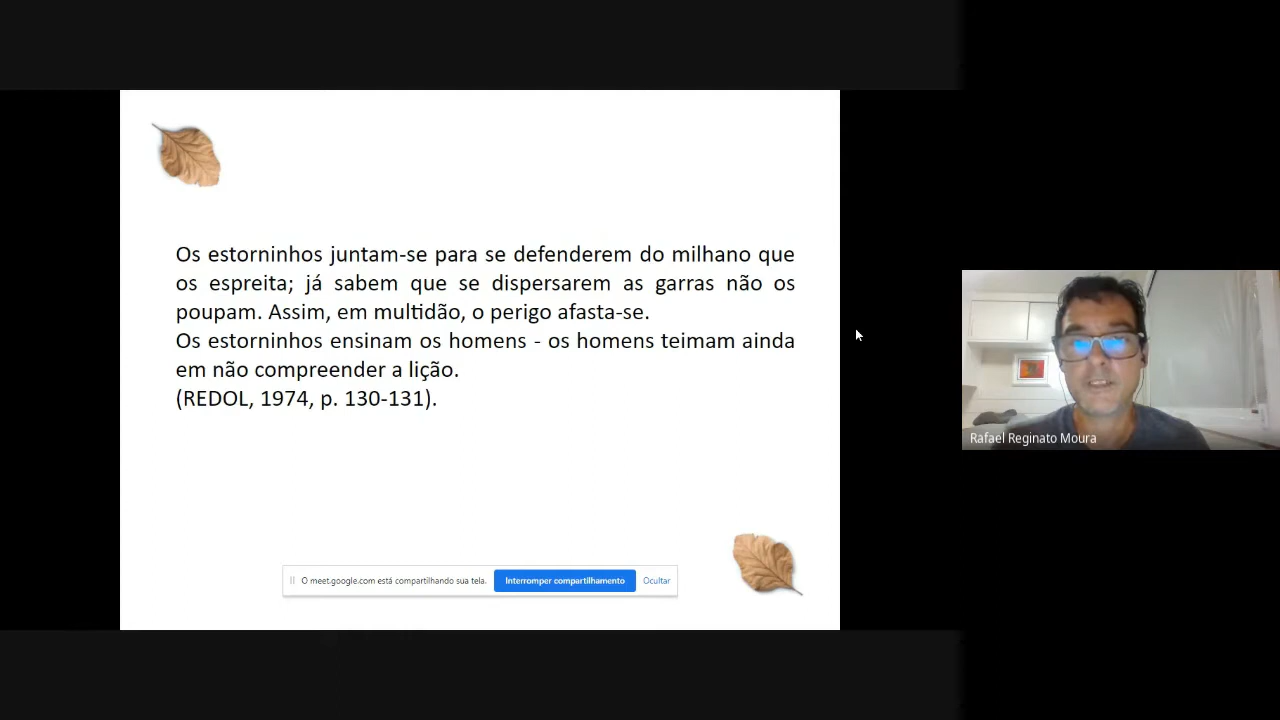 Os estorninhos juntam-se para se defenderem do milhano que
os espreita; já sabem que se dispersarem as garras não os
poupam. Assim, em multidão, o perigo afasta-se.
Os estorninhos ensinam os homens - os homens teimam ainda
em não compreender a lição.
(REDOL, 1974, p. 130-131).
Rafael Reginato Moura
O meet.google.com está compartilhando sua tela. Interromper compartilhamento Ocultar